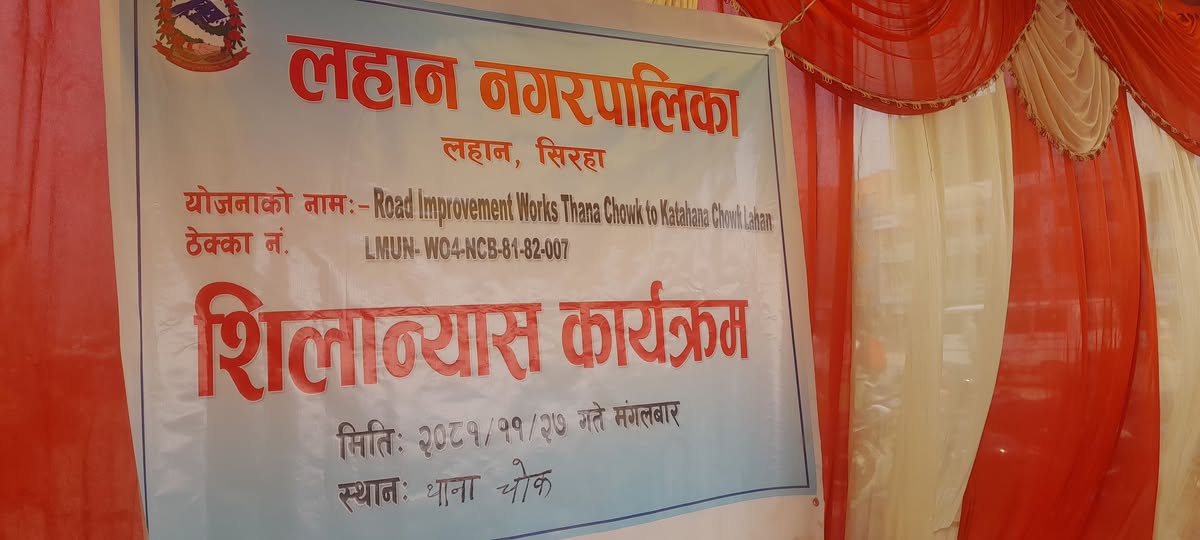 लहान नगरपालिका
लहान, सिरहा
योजनाको नामः- Road Improvement Works Thana Chowk to Katahana Chowk Lahan
ठेक्का नं. LMUN- WO4-NCB-81-82-007
शिलान्यास कार्यक्रम
मितिः २०८१/११/२७ गते मंगलबार
स्थानः थाना चोक